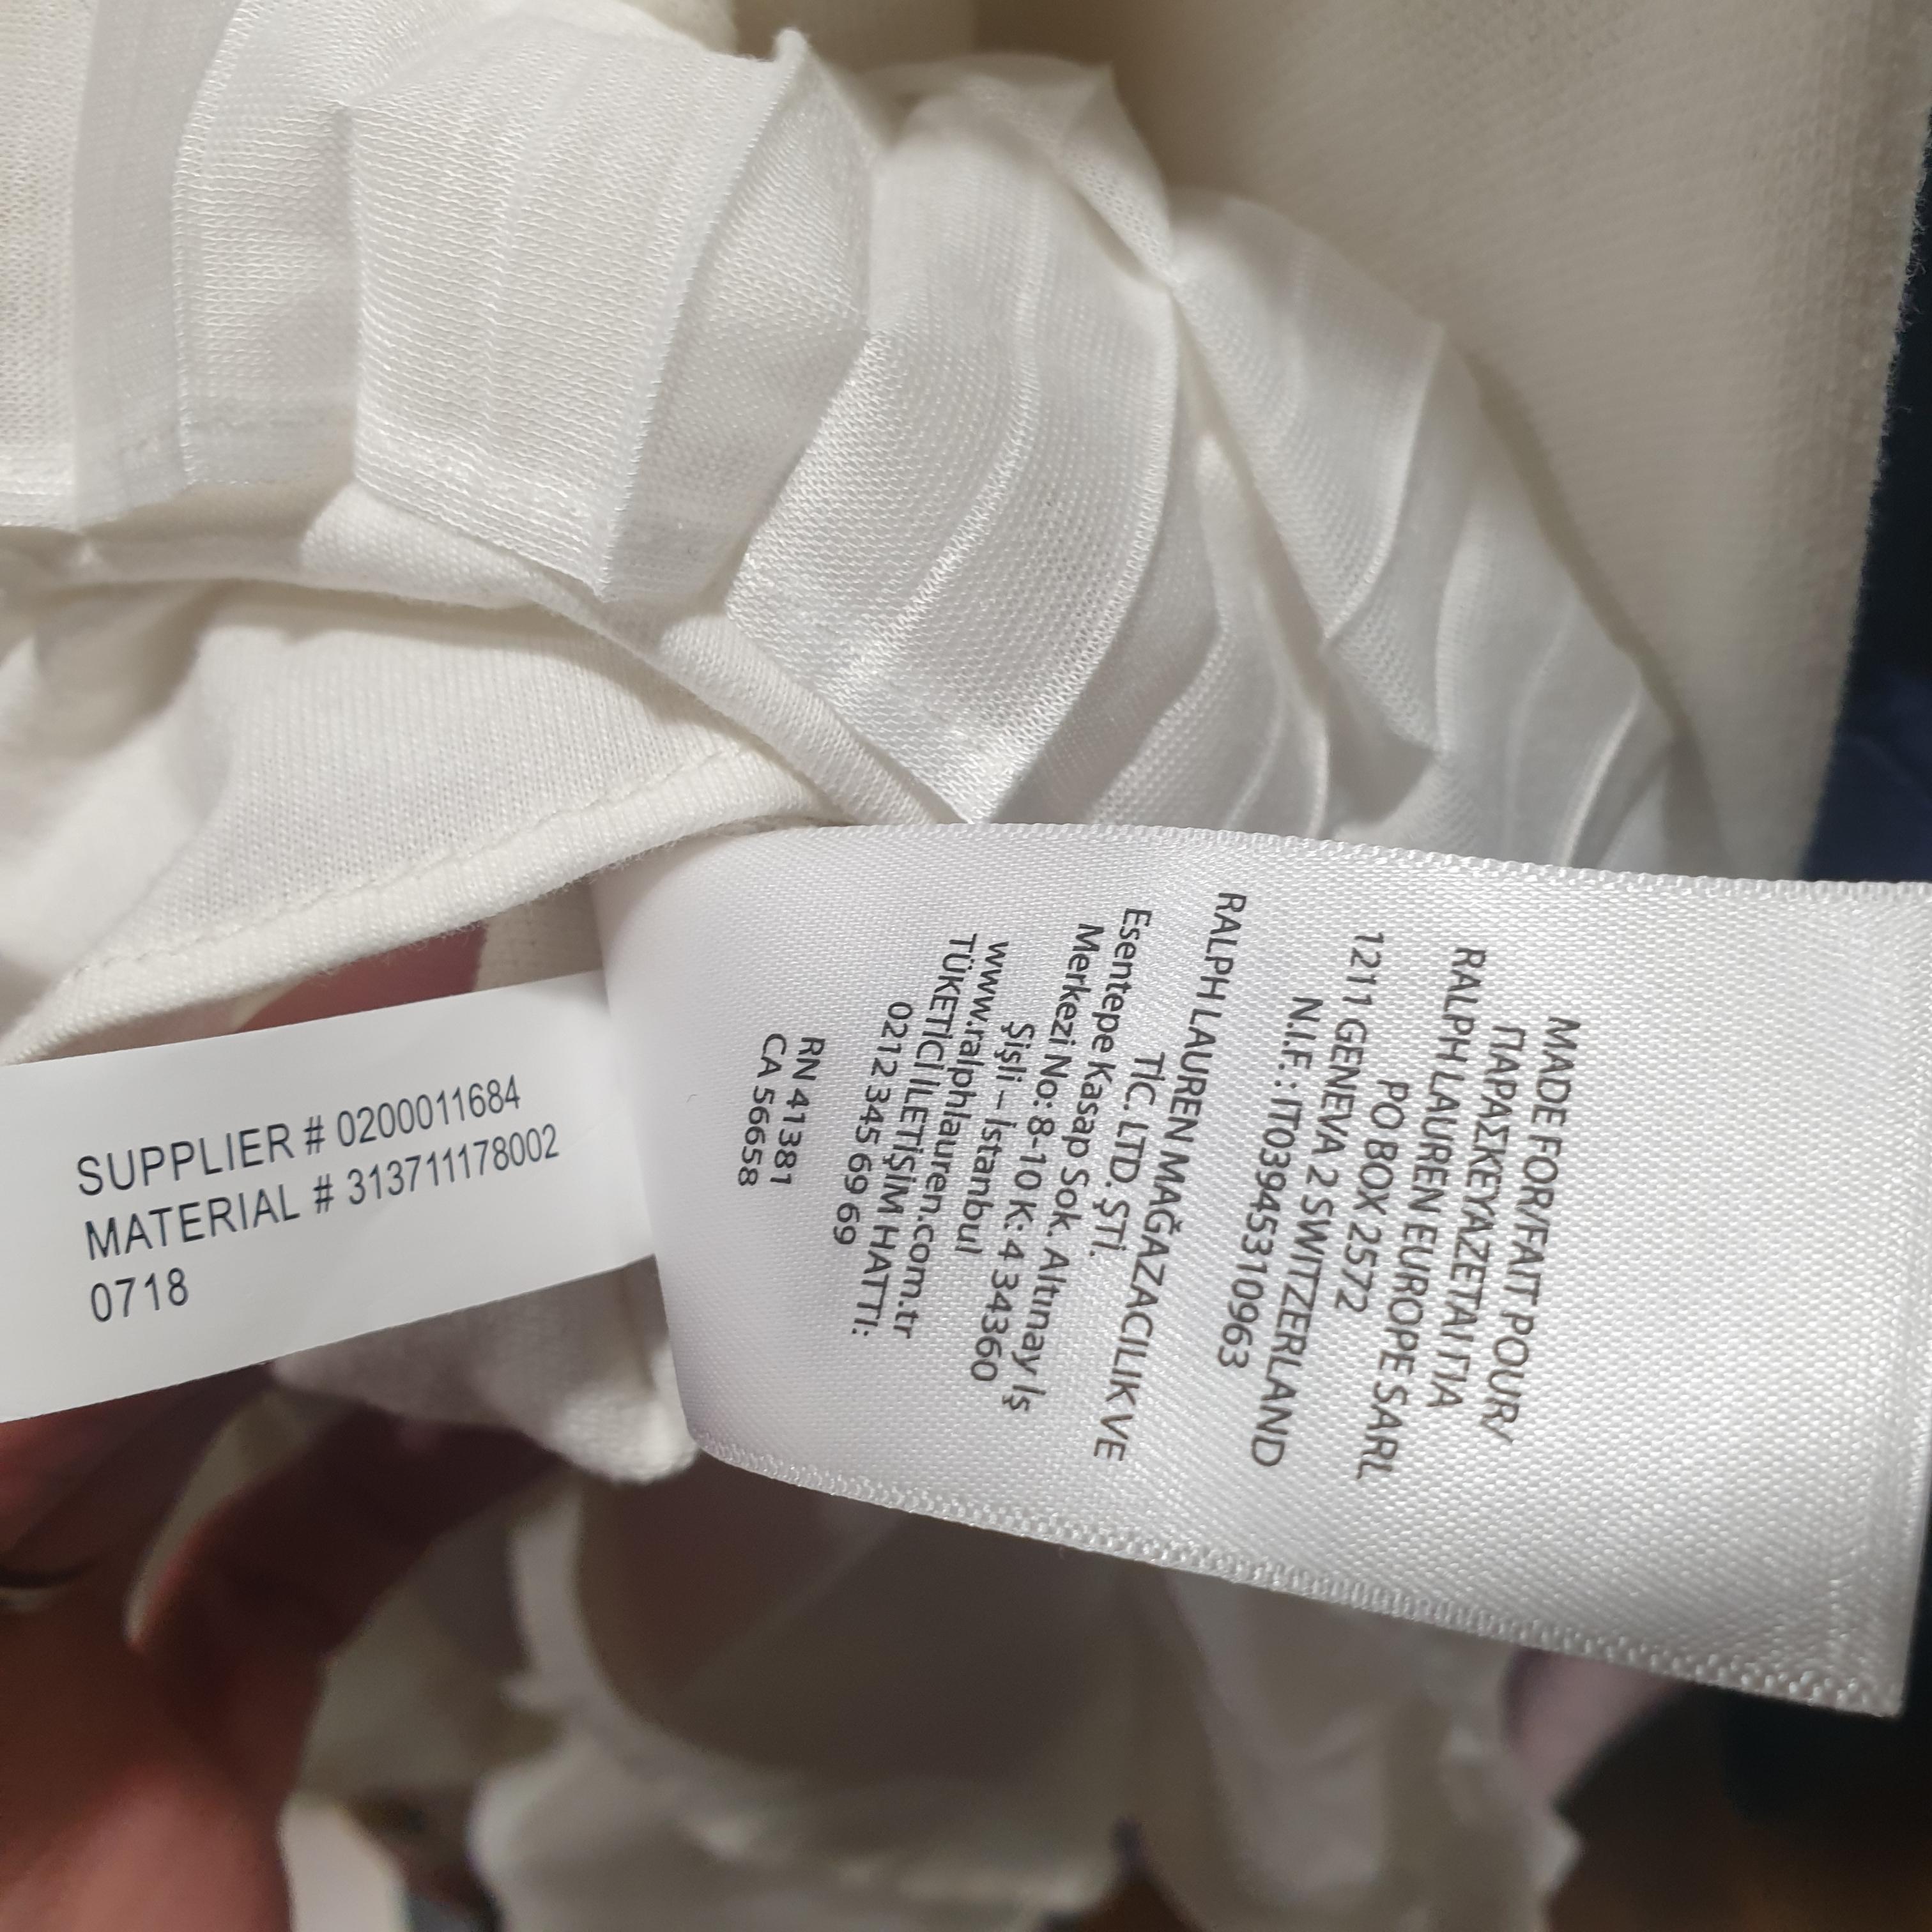 SUPPLIER # 0200011684
MATERIAL # 313711178002
0718
MADE FOR/FAIT POUR/
ΠΑΡΑΣΚΕΥΑΖΕΤΑΙ ΓΙΑ
RALPH LAUREN EUROPE SARL
PO BOX 2572
1211 GENEVA 2 SWITZERLAND
N.I.F.: IT03945310963
RALPH LAUREN MAĞAZACILIK VE
TİC. LTD. ŞTİ.
Esentepe Kasap Sok. Altınay İş
Merkezi No: 8-10 K: 4 34360
Şişli – İstanbul
www.ralphlauren.com.tr
TÜKETİCİ İLETİŞİM HATTI:
0212 345 69 69
RN 41381
CA 56658